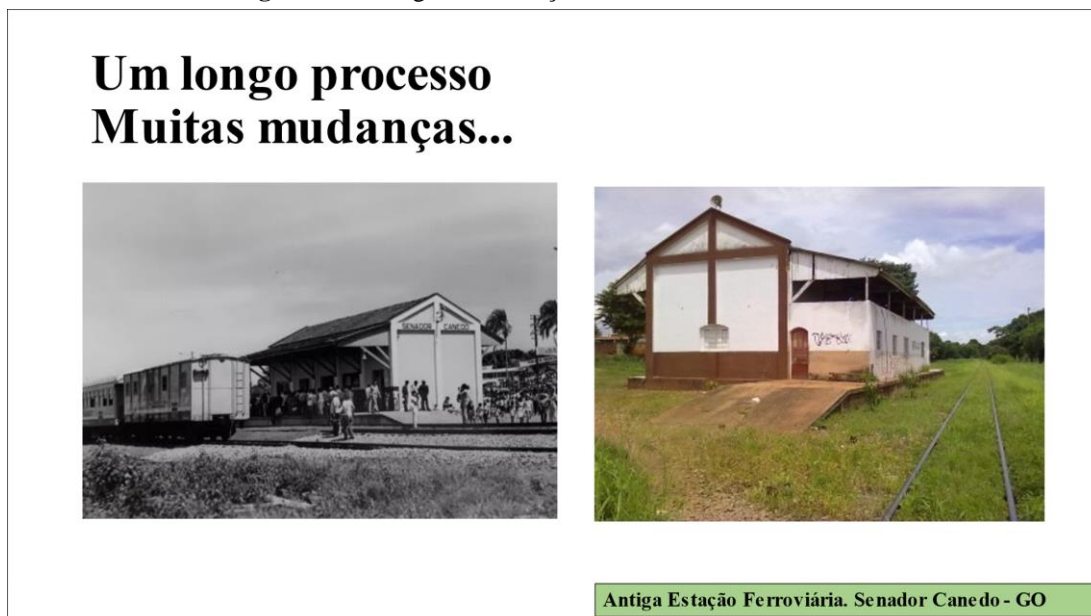 Um longo processo
Muitas mudanças...
SENADOR CANEDO
Antiga Estação Ferroviária. Senador Canedo - GO